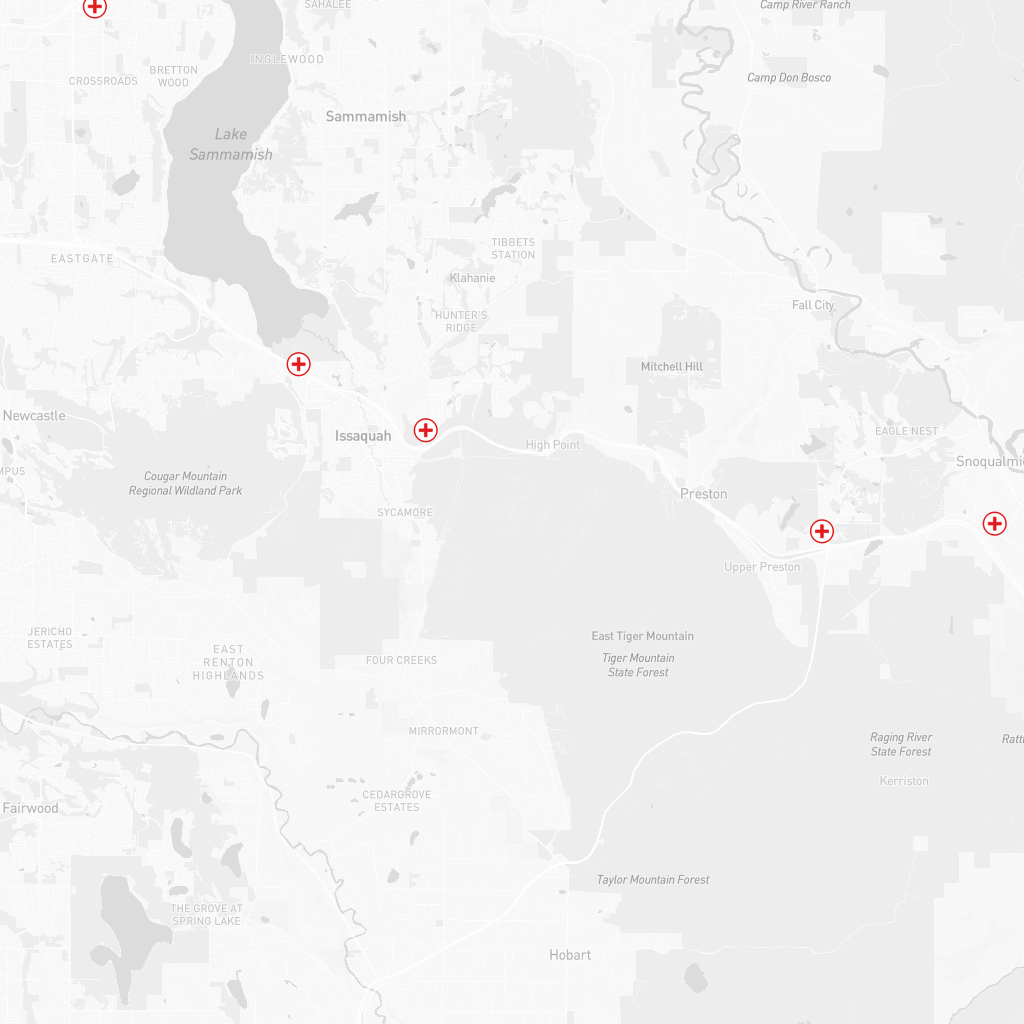 SAHALEE
Camp River Ranch
INGLEWOOD
BRETTON
WOOD
CROSSROADS
Camp Don Bosco
Sammamish
Lake
Sammamish
TIBBETS
STATION
EASTGATE
Klahanie
Fall City
HUNTER'S
RIDGE
Mitchell Hill
Newcastle
Issaquah
High Point
EAGLE NEST
Snoqualmie
MPUS
Cougar Mountain
Regional Wildland Park
Preston
SYCAMORE
Upper Preston
JERICHO
ESTATES
East Tiger Mountain
EAST
RENTON
HIGHLANDS
FOUR CREEKS
Tiger Mountain
State Forest
MIRRORMONT
Raging River
State Forest
Ratt
Kerriston
CEDARGROVE
ESTATES
Fairwood
Taylor Mountain Forest
THE GROVE AT
SPRING LAKE
Hobart